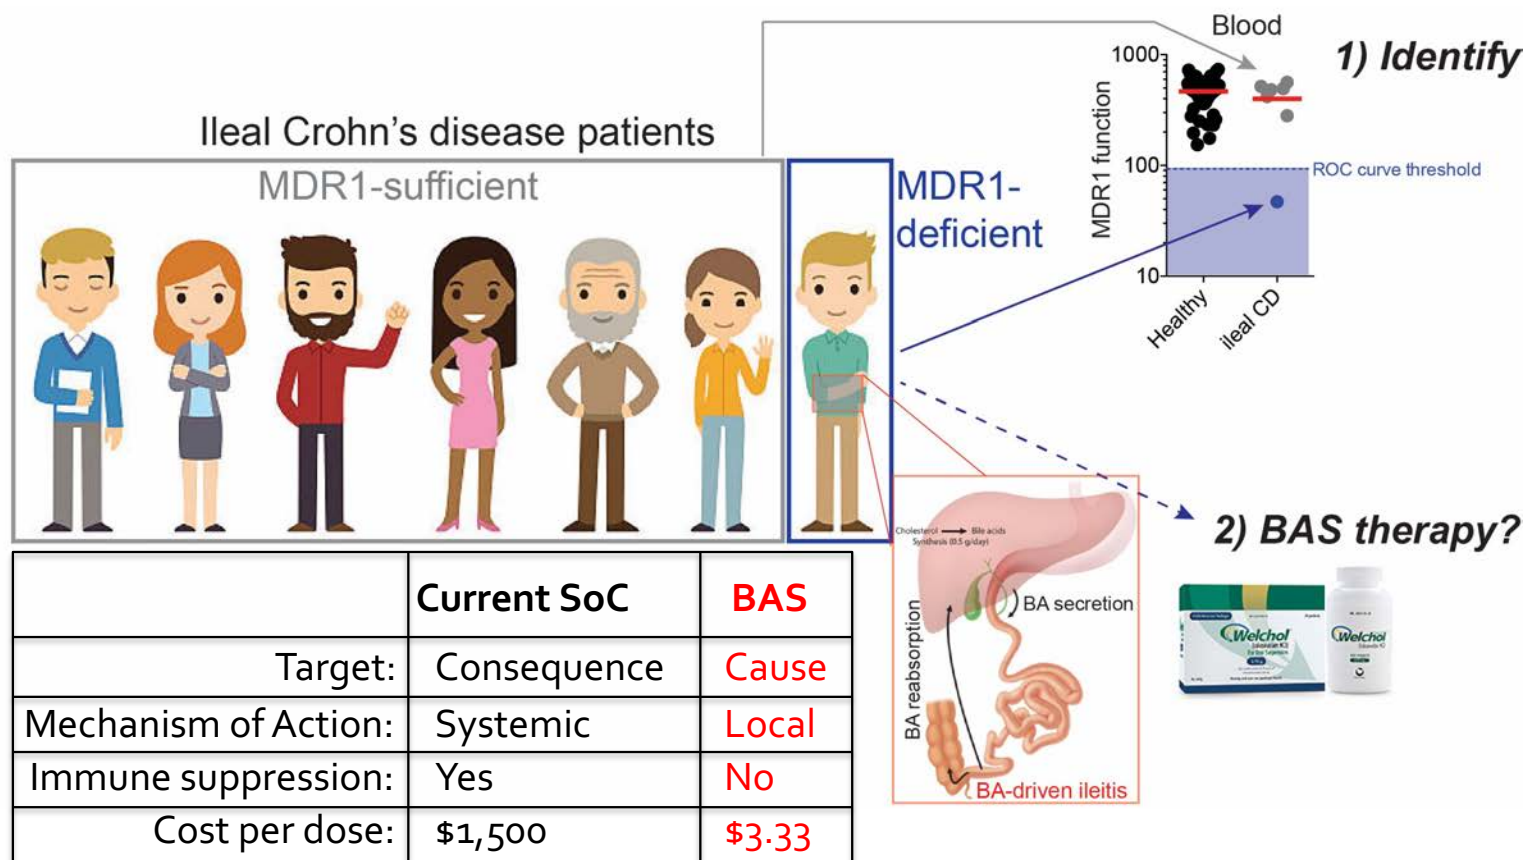 Blood
1) Identify
1000
100
10
MDR1 function
ROC curve threshold
Healthy
ileal CD
Ileal Crohn's disease patients
MDR1-sufficient
MDR1-
deficient
Cholesterol Bile acids
Synthesis (0.5 g/day)
BA secretion
BA reabsorption
BA-driven ileitis
2) BAS therapy?
Welchol
Welchol
Current SoC BAS
Target: Consequence Cause
Mechanism of Action: Systemic Local
Immune suppression: Yes No
Cost per dose: $1,500 $3.33